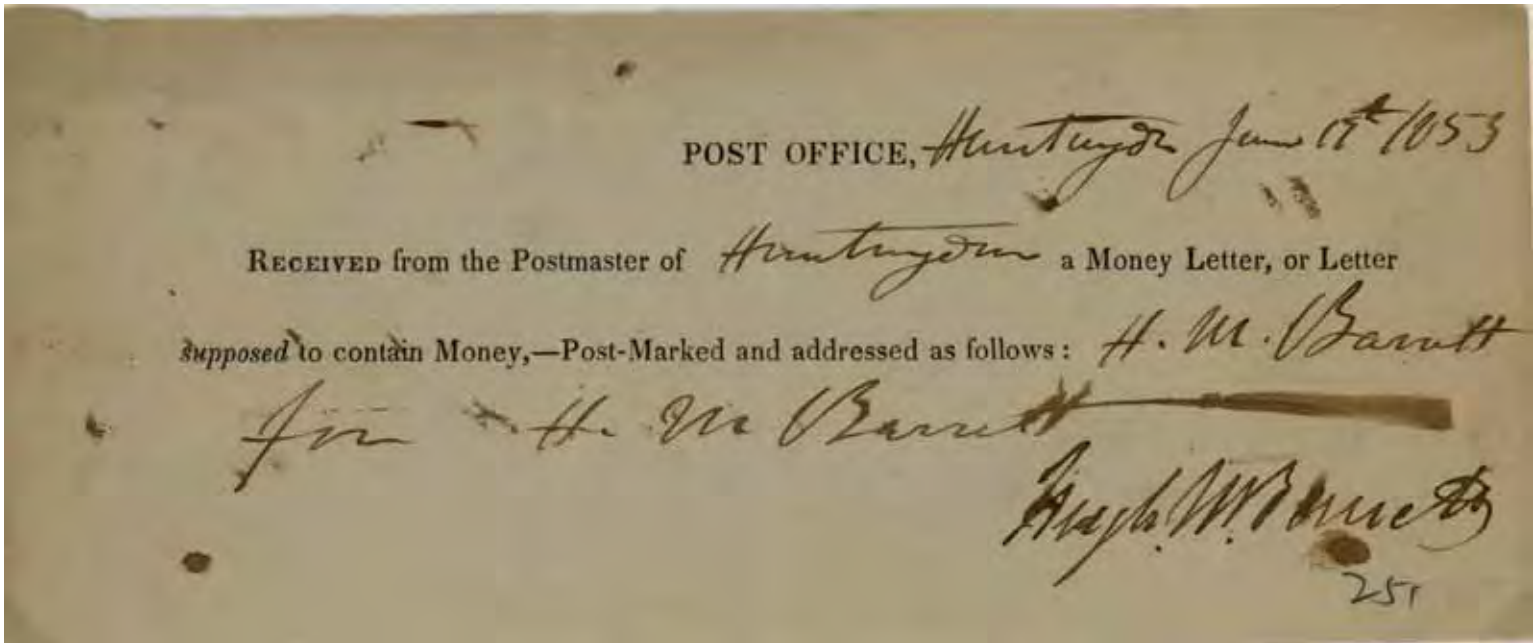 POST OFFICE, Huntingdon June 17th 1853
RECEIVED from the Postmaster of Huntingdon a Money Letter, or Letter
supposed to contain Money,—Post-Marked and addressed as follows: H. M. Barrett
for H. M Barrett
Hugh. M. Barrett
251